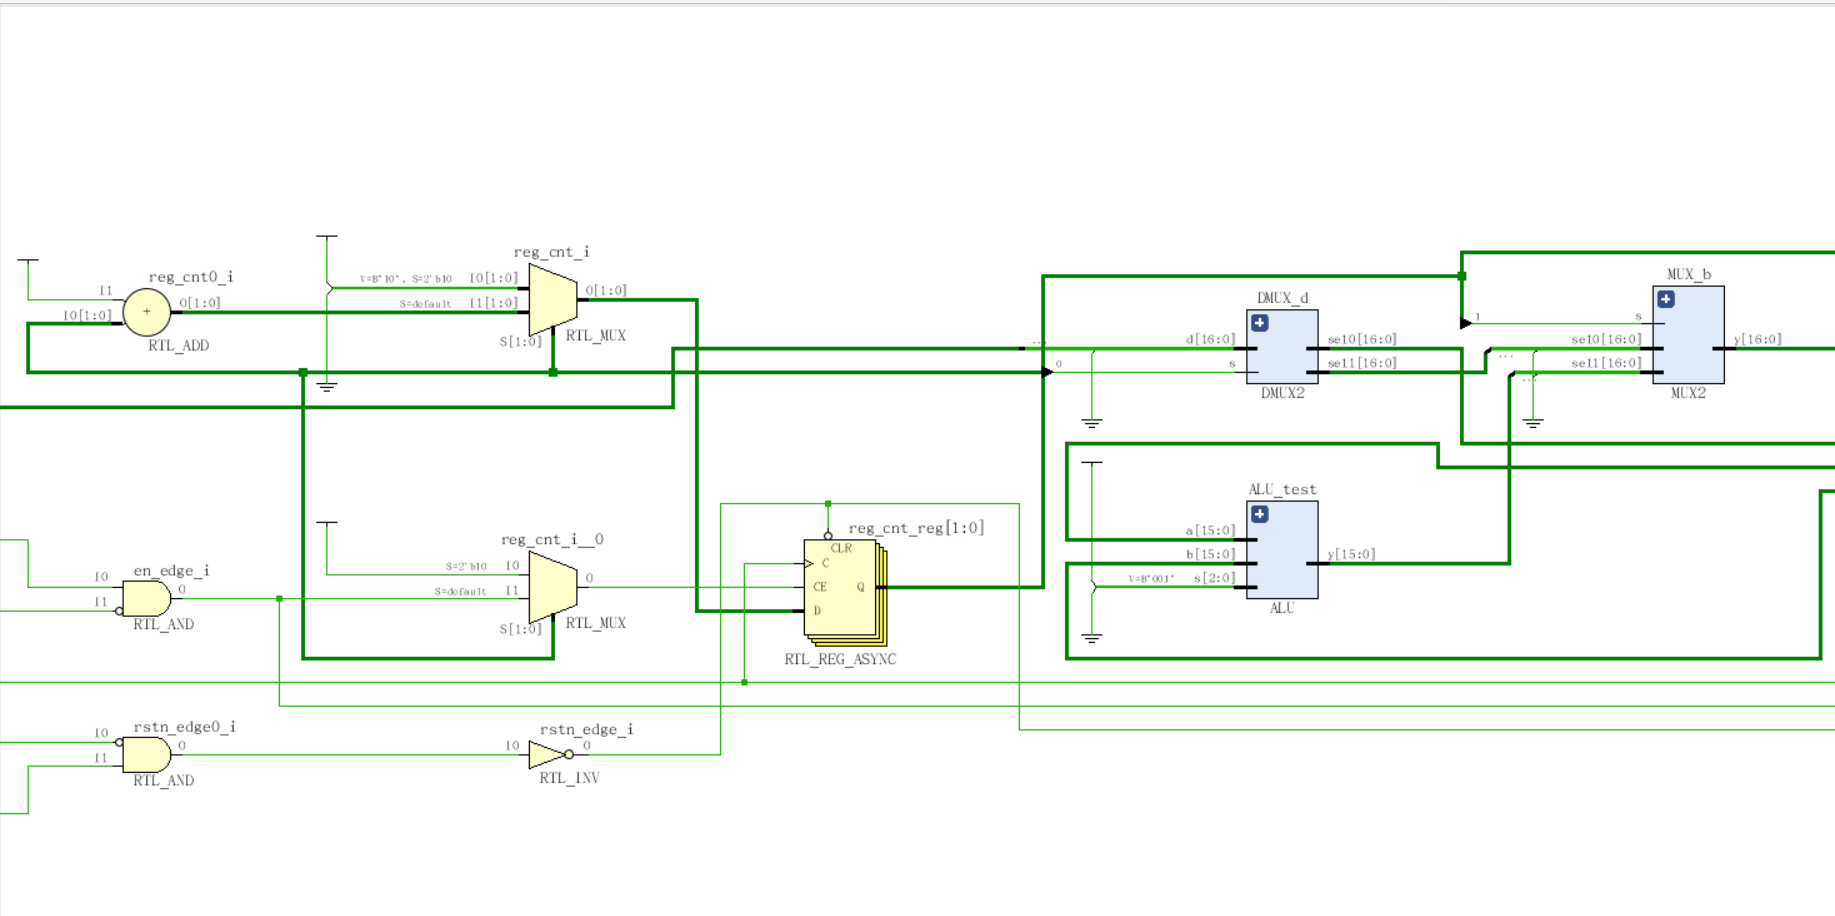 reg_cnt0_i
I1
I0[1:0]
+
O[1:0]
RTL_ADD
reg_cnt_i
V=B"10", S=2'b10
I0[1:0]
S=default
I1[1:0]
O[1:0]
S[1:0]
RTL_MUX
DMUX_d
d[16:0]
s
sel0[16:0]
sel1[16:0]
DMUX2
...
0
MUX_b
1
s
sel0[16:0]
sel1[16:0]
...
...
y[16:0]
MUX2
ALU_test
a[15:0]
b[15:0]
V=B"001"
s[2:0]
y[15:0]
ALU
en_edge_i
I0
I1
O
RTL_AND
reg_cnt_i__0
S=2'b10
I0
S=default
I1
O
S[1:0]
RTL_MUX
reg_cnt_reg[1:0]
CLR
C
CE
D
Q
RTL_REG_ASYNC
rstn_edge0_i
I0
I1
O
RTL_AND
rstn_edge_i
I0
O
RTL_INV